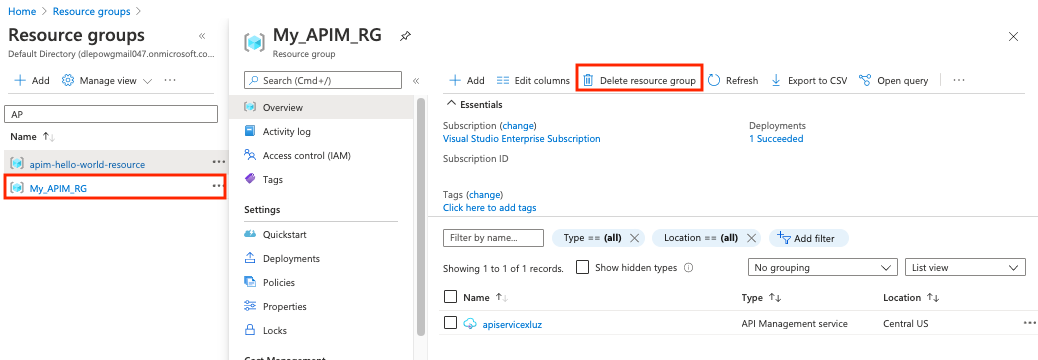 Home > Resource groups >
Resource groups «
Default Directory (dlepowgmail047.onmicrosoft.co...
+ Add Manage view ...
AP
Name ↑↓
apim-hello-world-resource ...
My_APIM_RG ...
My_APIM_RG
Resource group
Search (Cmd+/) «
Overview
Activity log
Access control (IAM)
Tags
Settings
Quickstart
Deployments
Policies
Properties
Locks
Cost Management
+ Add Edit columns Delete resource group Refresh Export to CSV Open query ...
Essentials
Subscription (change)
Visual Studio Enterprise Subscription
Subscription ID
Deployments
1 Succeeded
Tags (change)
Click here to add tags
Filter by name... Type == (all) Location == (all) Add filter
Showing 1 to 1 of 1 records. Show hidden types No grouping List view
Name ↑↓ Type ↑↓ Location ↑↓
apiservicexluz API Management service Central US ...